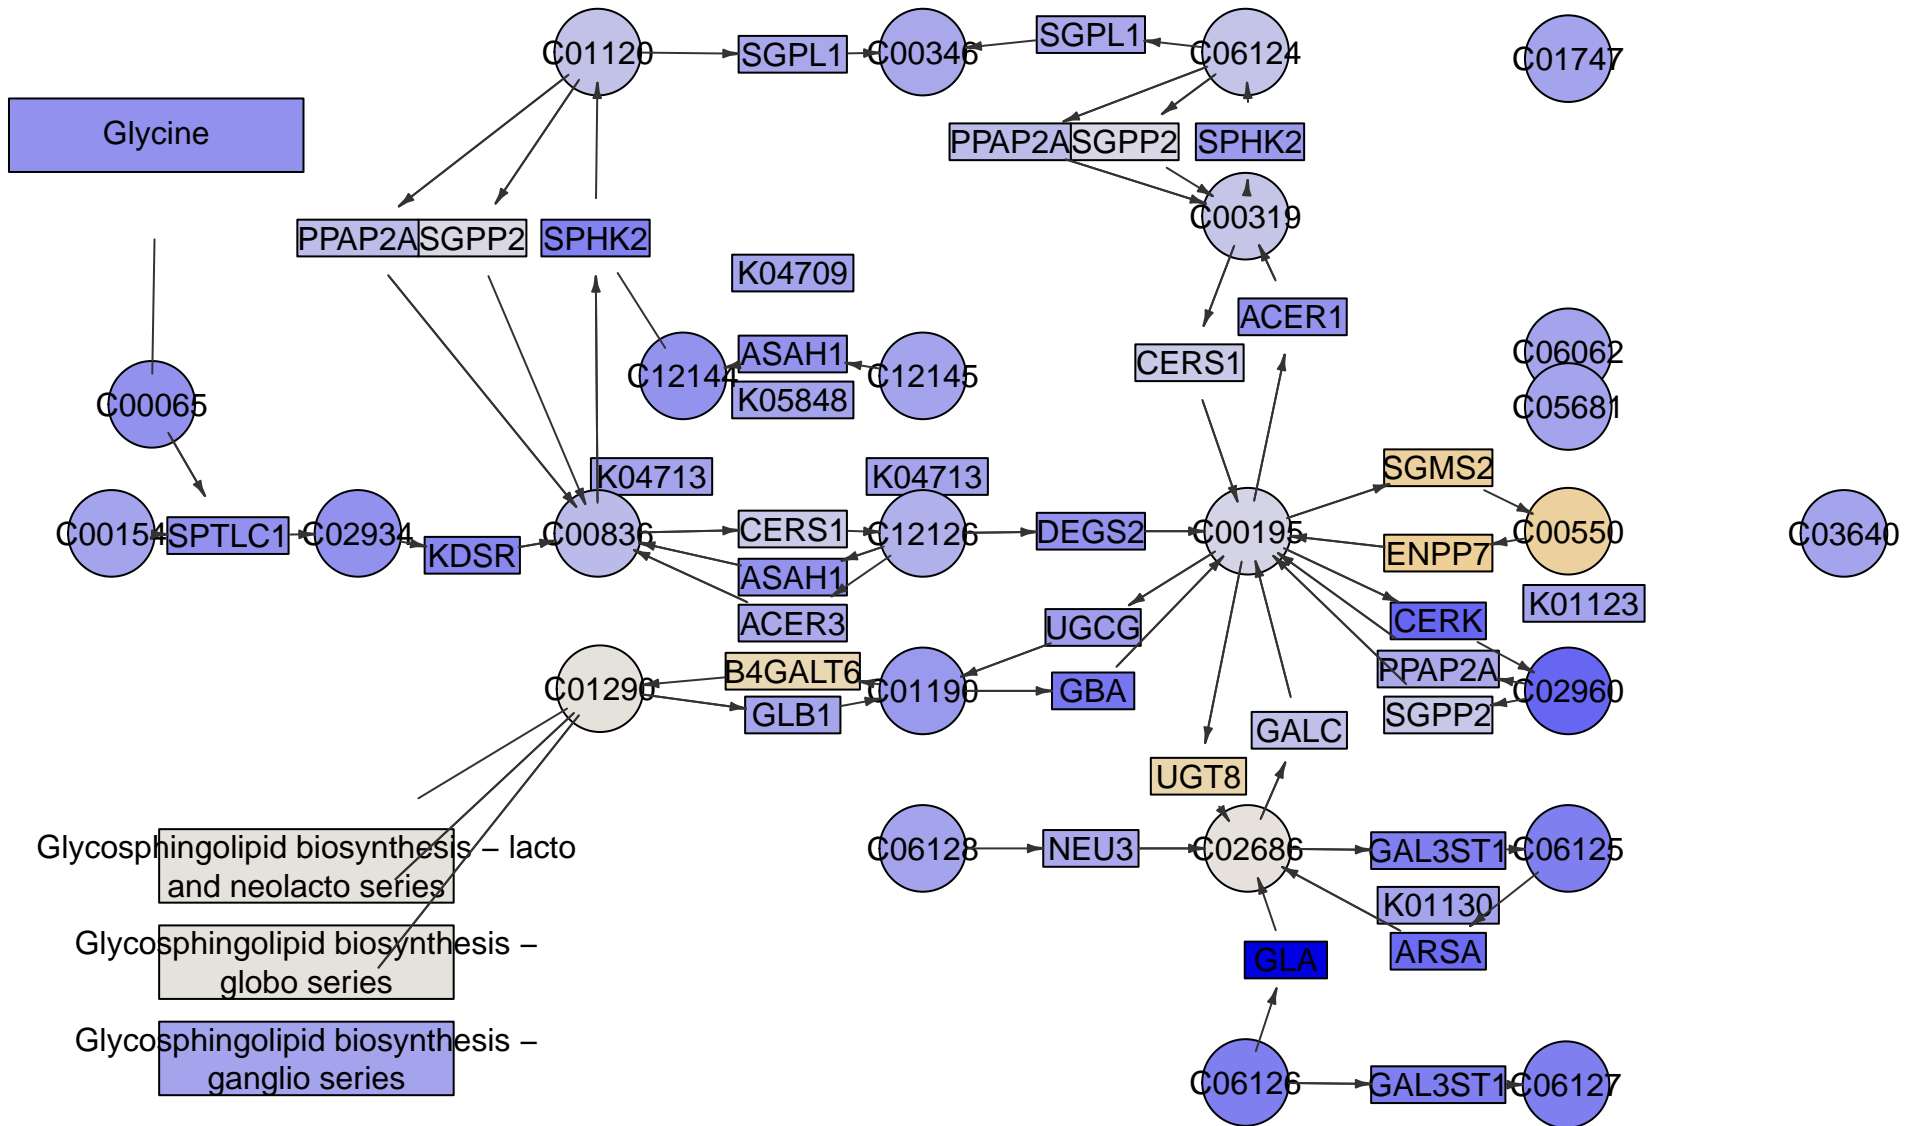 C01120
SGPL1
C00346
SGPL1
C06124
C01747
Glycine
PPAP2A
SGPP2
SPHK2
C00319
PPAP2A
SGPP2
SPHK2
K04709
ACER1
C12144
ASAH1
C12145
CERS1
C06062
K05848
C00065
C05681
K04713
K04713
SGMS2
C00154
SPTLC1
C02934
KDSR
C00836
CERS1
C12126
DEGS2
C00195
C00550
C03640
ENPP7
ASAH1
K01123
ACER3
UGCG
CERK
B4GALT6
PPAP2A
C01290
C01190
GBA
C02960
GLB1
SGPP2
GALC
UGT8
Glycosphingolipid biosynthesis – lacto
and neolacto series
C06128
NEU3
C02686
GAL3ST1
C06125
K01130
Glycosphingolipid biosynthesis –
globo series
GLA
ARSA
Glycosphingolipid biosynthesis –
ganglio series
C06126
GAL3ST1
C06127